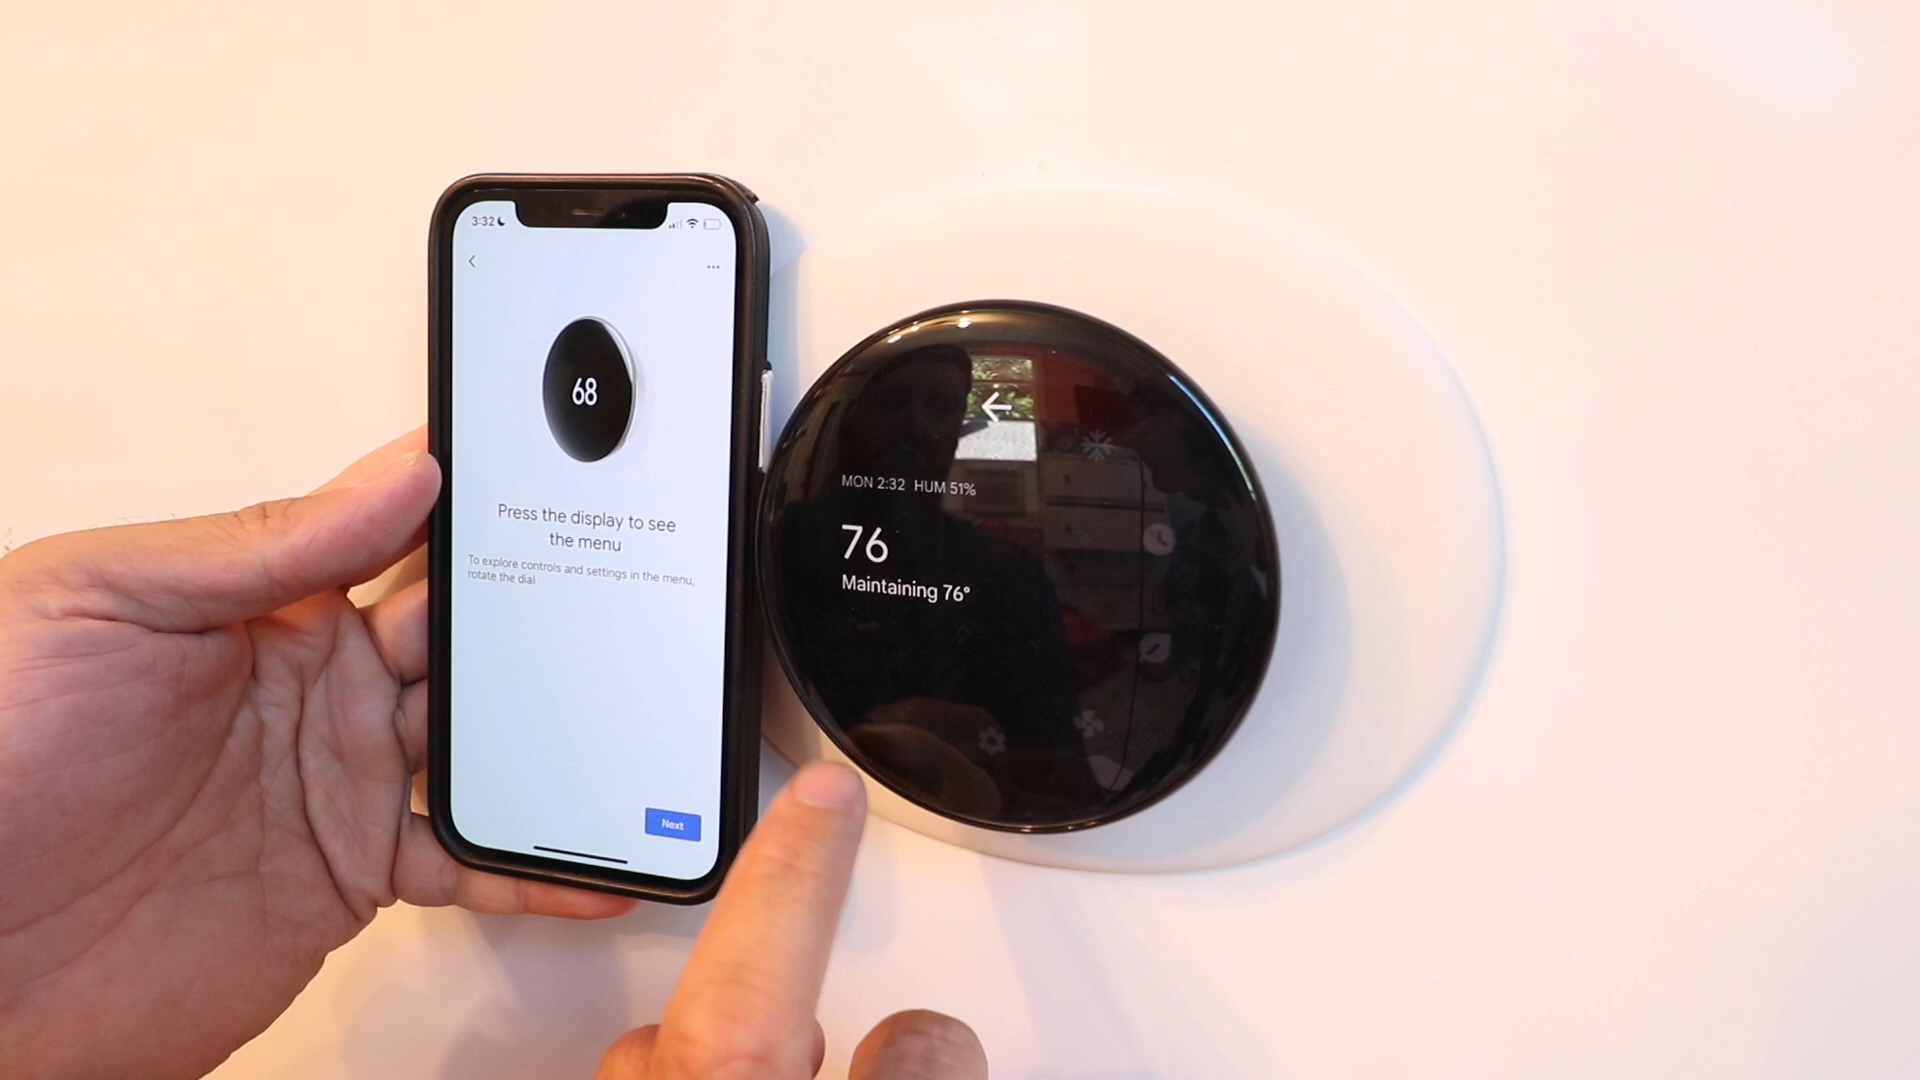 3:32
68
Press the display to see
the menu
To explore controls and settings in the menu,
rotate the dial
Next
MON 2:32 HUM 51%
76
Maintaining 76°